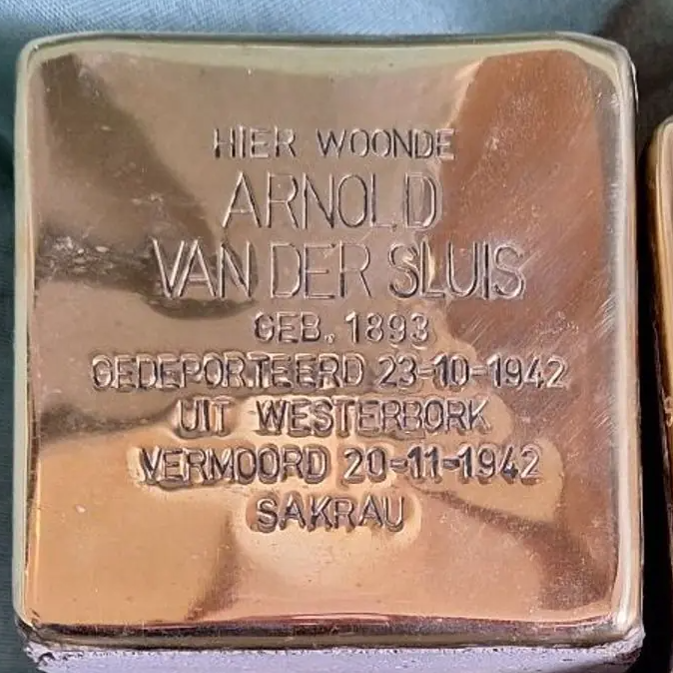 HIER WOONDE
ARNOLD
VAN DER SLUIS
GEB. 1893
GEDEPORTEERD 23-10-1942
UIT WESTERBORK
VERMOORD 20-11-1942
SAKRAU